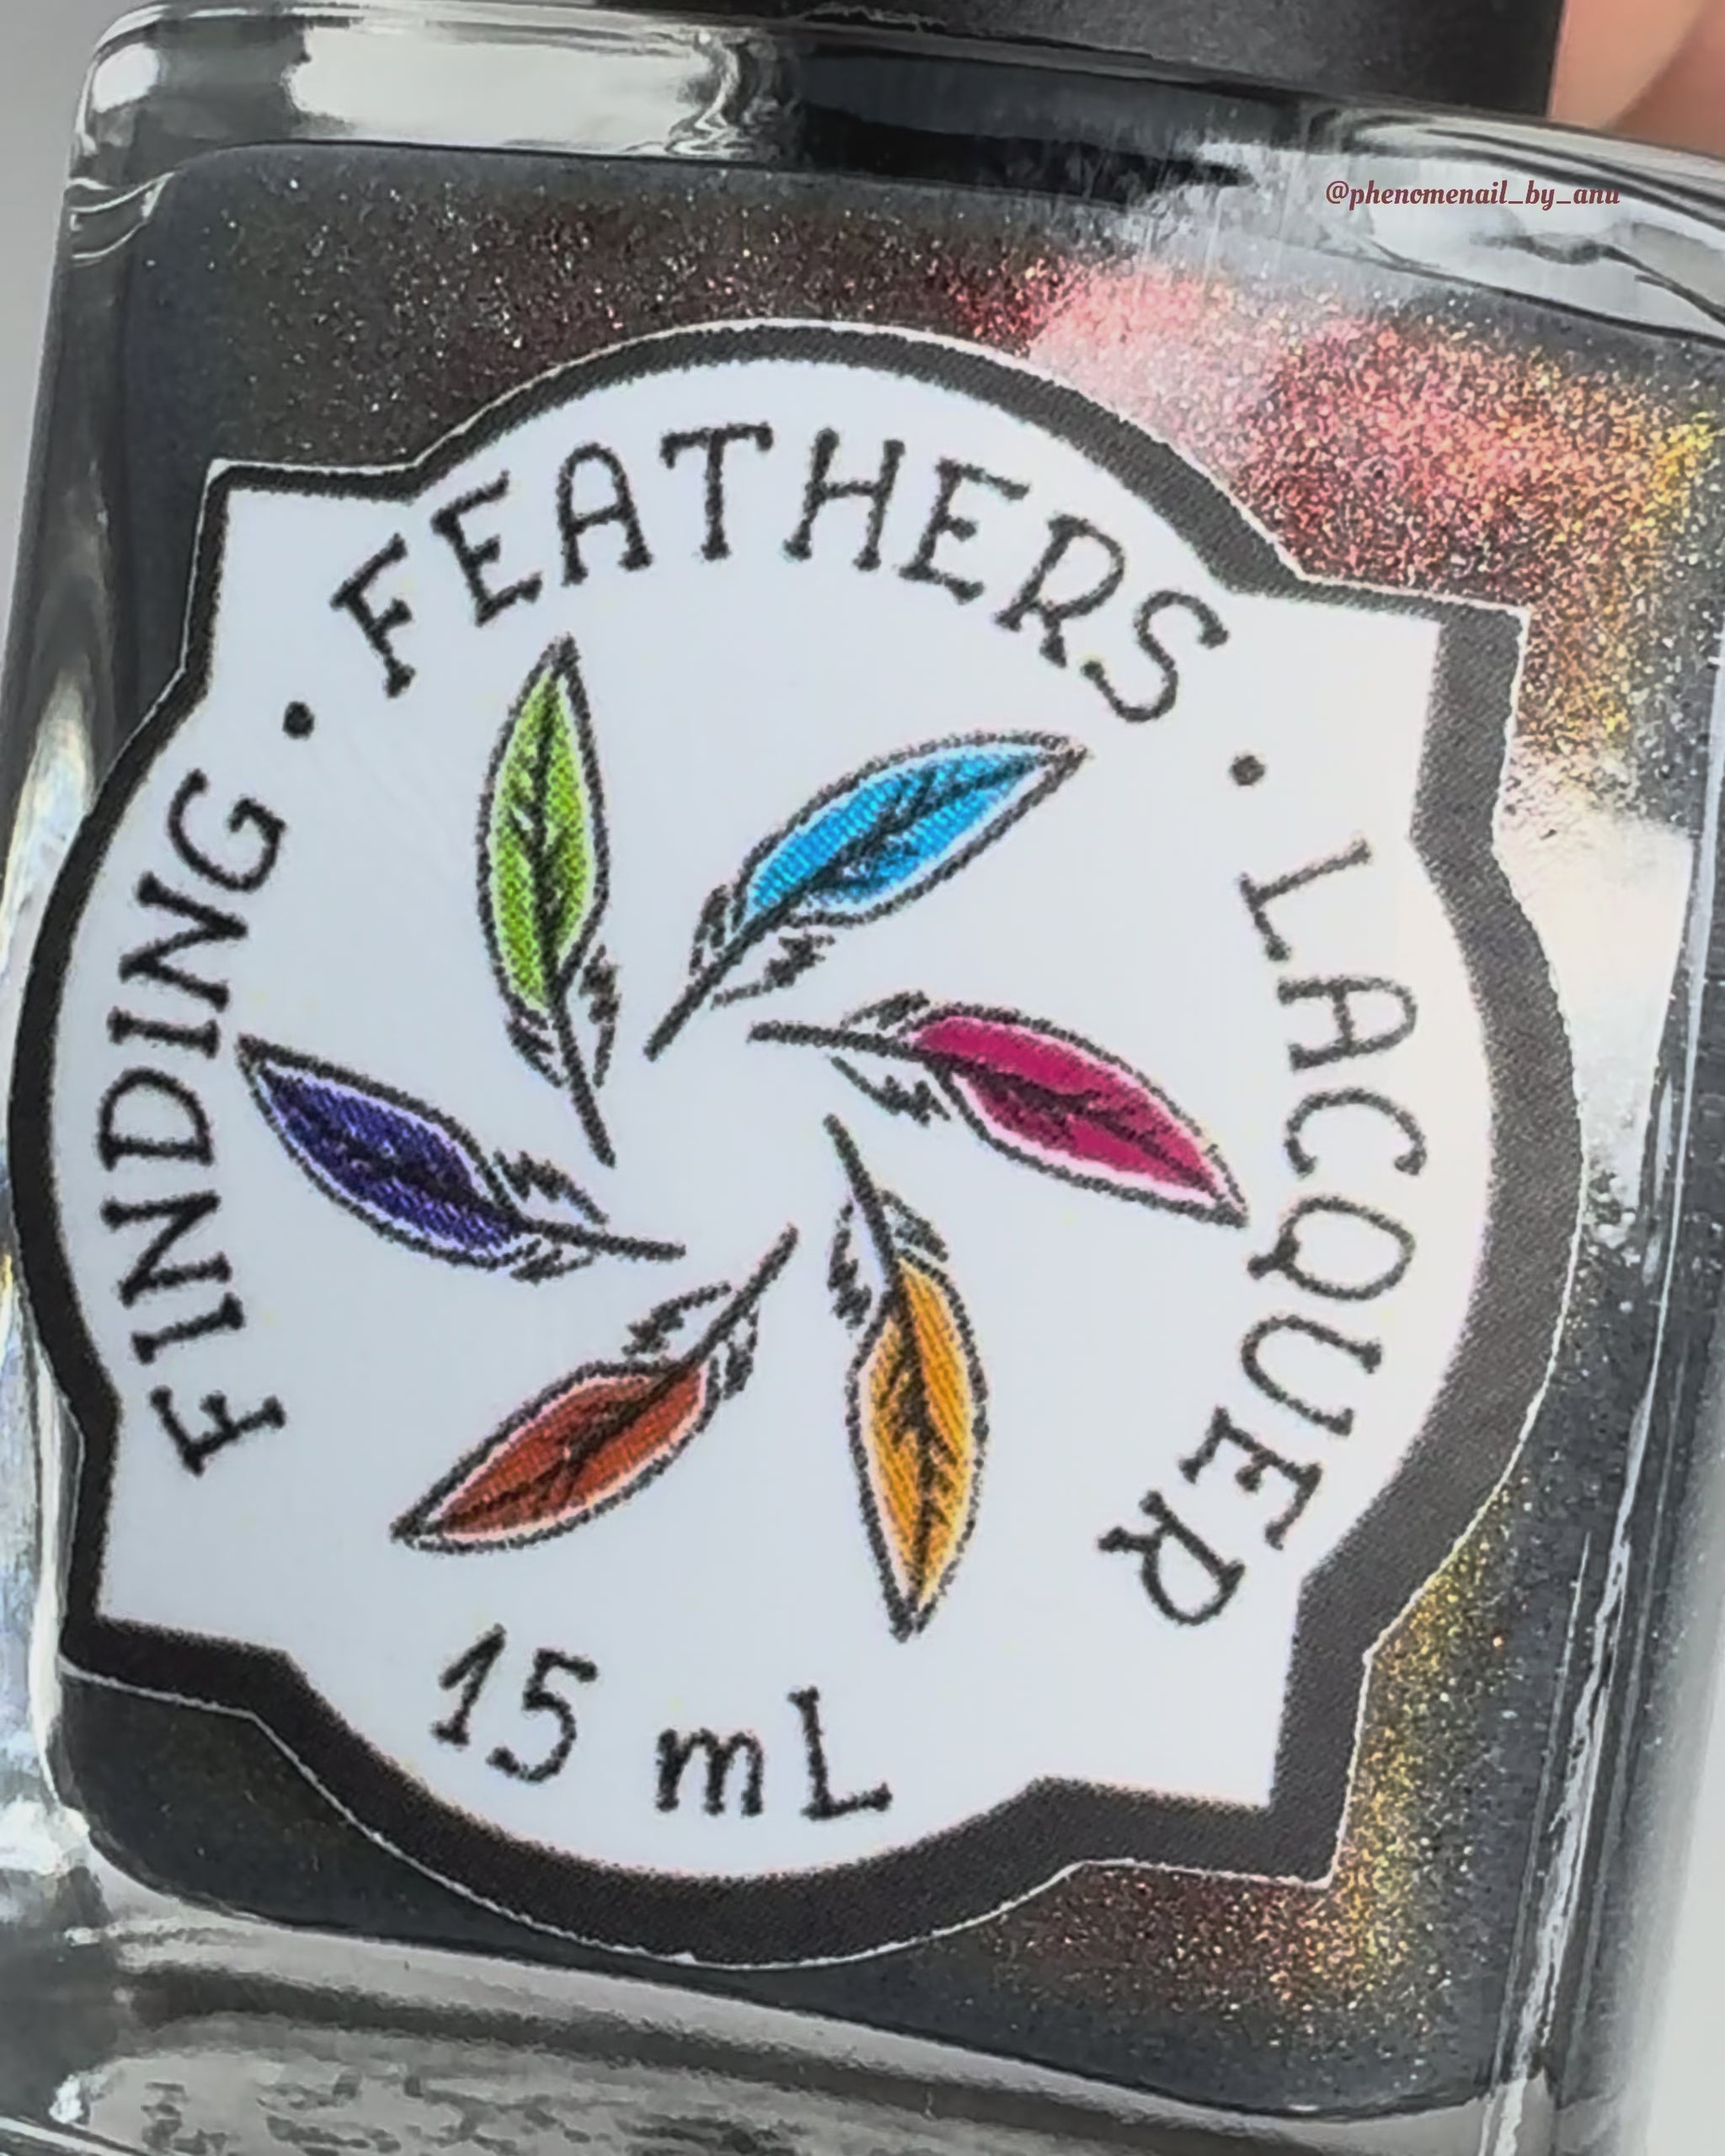 @phenomenail_by_anu
FINDING • FEATHERS • LACQUER
15 mL